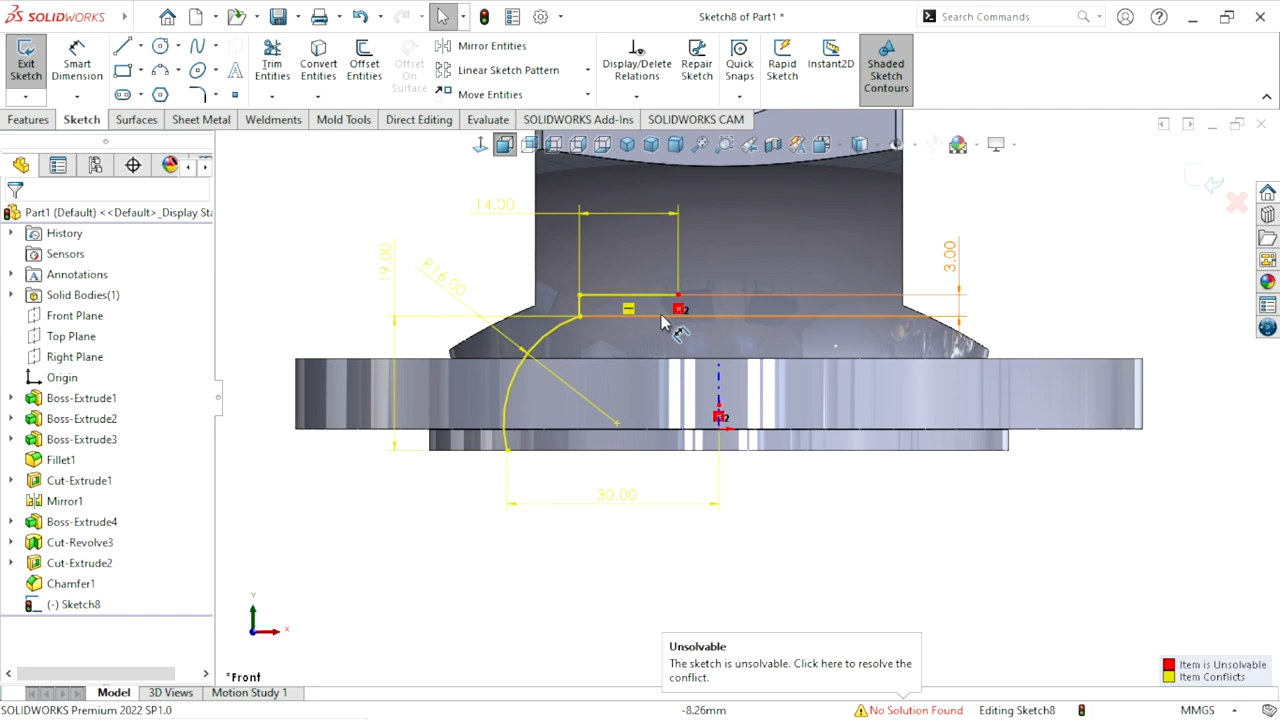 SOLIDWORKS
Sketch8 of Part1 *
Search Commands
Exit Sketch
Smart Dimension
Trim Entities
Convert Entities
Offset Entities
Offset On Surface
Mirror Entities
Linear Sketch Pattern
Move Entities
Display/Delete Relations
Repair Sketch
Quick Snaps
Rapid Sketch
Instant2D
Shaded Sketch Contours
Features
Sketch
Surfaces
Sheet Metal
Weldments
Mold Tools
Direct Editing
Evaluate
SOLIDWORKS Add-Ins
SOLIDWORKS CAM
Part1 (Default) <<Default>_Display Sta
History
Sensors
Annotations
Solid Bodies(1)
Front Plane
Top Plane
Right Plane
Origin
Boss-Extrude1
Boss-Extrude2
Boss-Extrude3
Fillet1
Cut-Extrude1
Mirror1
Boss-Extrude4
Cut-Revolve3
Cut-Extrude2
Chamfer1
(-) Sketch8
14.00
19.00
R16.00
3.00
2
2
30.00
Y
X
*Front
Unsolvable
The sketch is unsolvable. Click here to resolve the
conflict.
Item is Unsolvable
Item Conflicts
Model
3D Views
Motion Study 1
SOLIDWORKS Premium 2022 SP1.0
-8.26mm
No Solution Found
Editing Sketch8
MMGS